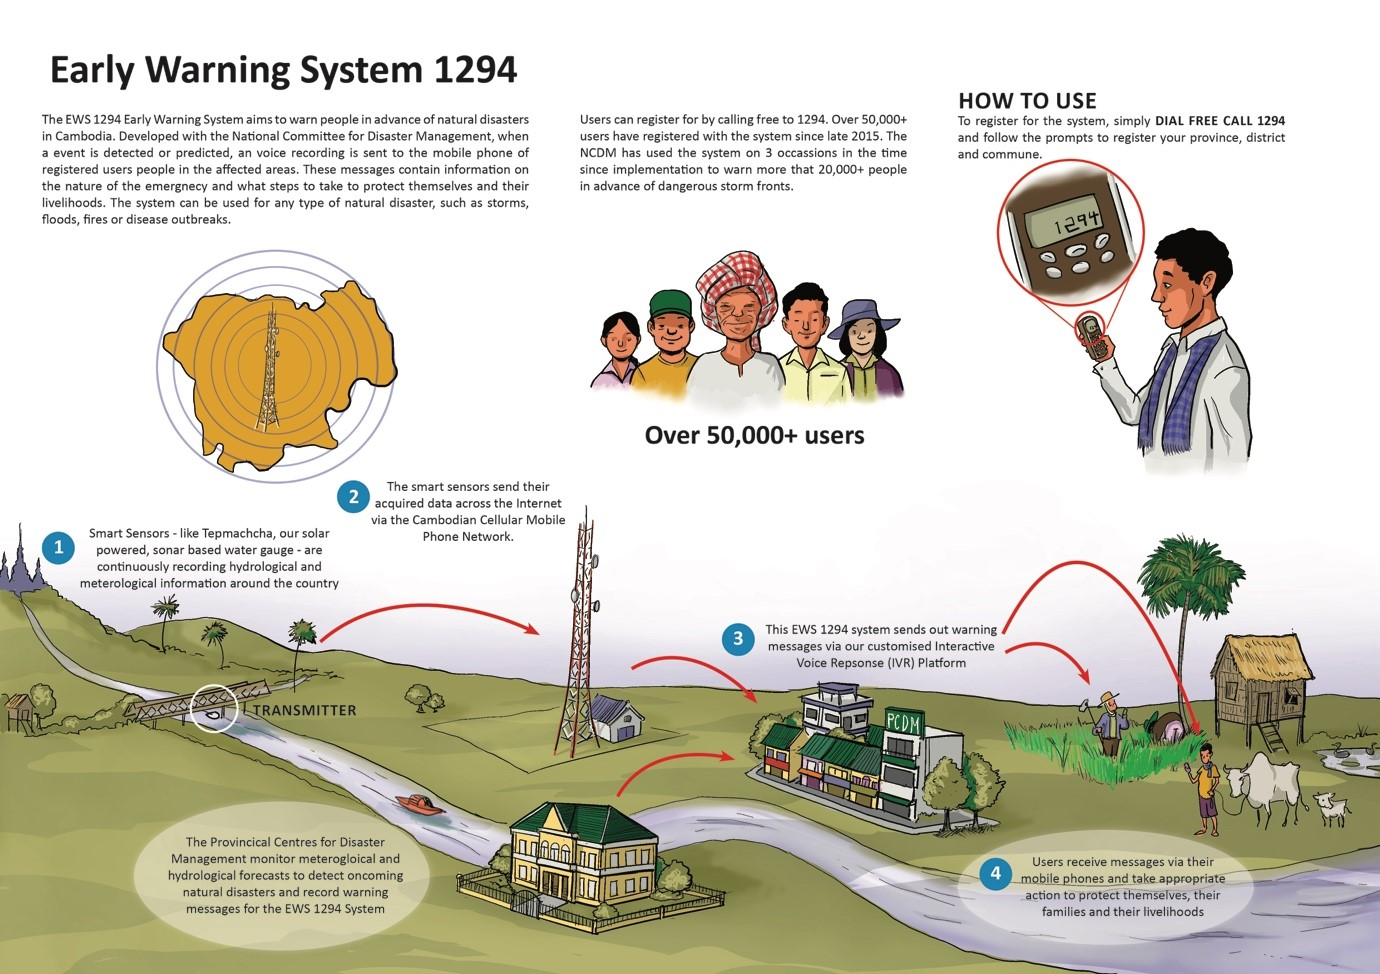 Early Warning System 1294
The EWS 1294 Early Warning System aims to warn people in advance of natural disasters
in Cambodia. Developed with the National Committee for Disaster Management, when
a event is detected or predicted, an voice recording is sent to the mobile phone of
registered users people in the affected areas. These messages contain information on
the nature of the emergnecy and what steps to take to protect themselves and their
livelihoods. The system can be used for any type of natural disaster, such as storms,
floods, fires or disease outbreaks.
Users can register for by calling free to 1294. Over 50,000+
users have registered with the system since late 2015. The
NCDM has used the system on 3 occassions in the time
since implementation to warn more that 20,000+ people
in advance of dangerous storm fronts.
HOW TO USE
To register for the system, simply DIAL FREE CALL 1294
and follow the prompts to register your province, district
and commune.
1294
Over 50,000+ users
1
Smart Sensors - like Tepmachcha, our solar
powered, sonar based water gauge - are
continuously recording hydrological and
meterological information around the country
2
The smart sensors send their
acquired data across the Internet
via the Cambodian Cellular Mobile
Phone Network.
3
This EWS 1294 system sends out warning
messages via our customised Interactive
Voice Repsonse (IVR) Platform
TRANSMITTER
PCDM
The Provincical Centres for Disaster
Management monitor meterogloical and
hydrological forecasts to detect oncoming
natural disasters and record warning
messages for the EWS 1294 System
4
Users receive messages via their
mobile phones and take appropriate
action to protect themselves, their
families and their livelihoods